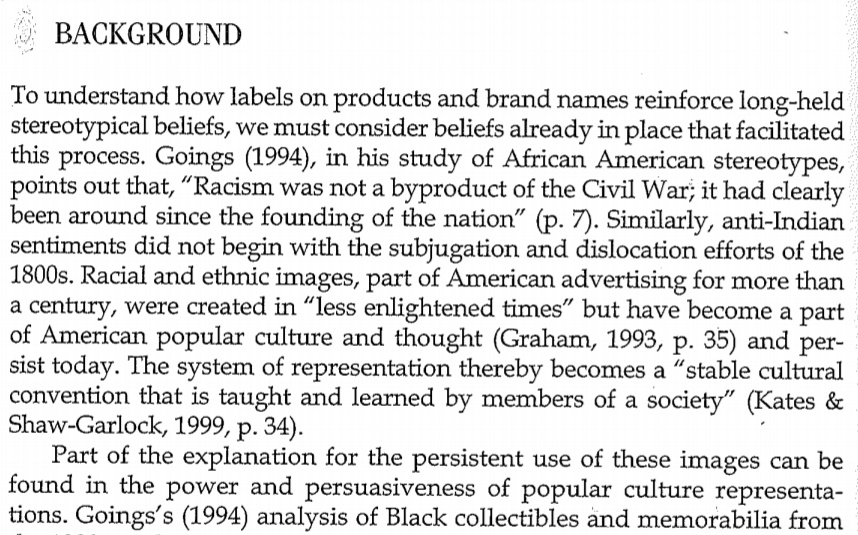 BACKGROUND
To understand how labels on products and brand names reinforce long-held
stereotypical beliefs, we must consider beliefs already in place that facilitated
this process. Goings (1994), in his study of African American stereotypes,
points out that, “Racism was not a byproduct of the Civil War; it had clearly
been around since the founding of the nation” (p. 7). Similarly, anti-Indian
sentiments did not begin with the subjugation and dislocation efforts of the
1800s. Racial and ethnic images, part of American advertising for more than
a century, were created in “less enlightened times” but have become a part
of American popular culture and thought (Graham, 1993, p. 35) and per-
sist today. The system of representation thereby becomes a “stable cultural
convention that is taught and learned by members of a society” (Kates &
Shaw-Garlock, 1999, p. 34).
Part of the explanation for the persistent use of these images can be
found in the power and persuasiveness of popular culture representa-
tions. Goings’s (1994) analysis of Black collectibles and memorabilia from